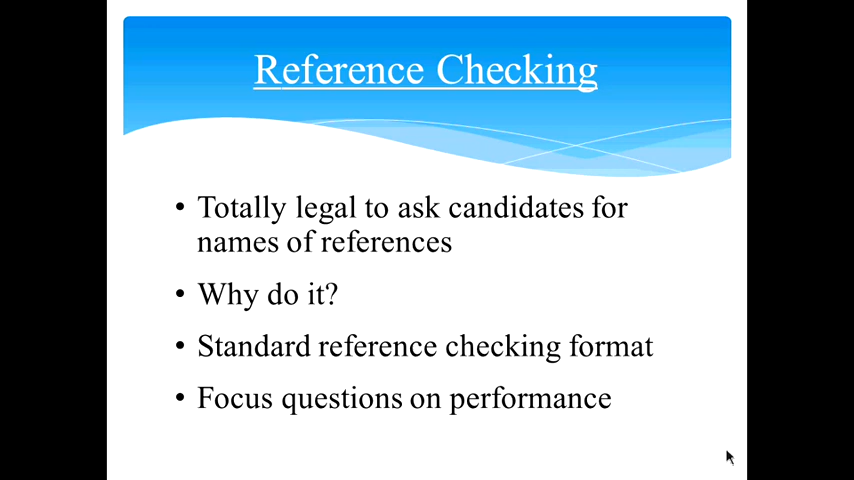 Reference Checking
• Totally legal to ask candidates for
names of references
• Why do it?
• Standard reference checking format
• Focus questions on performance